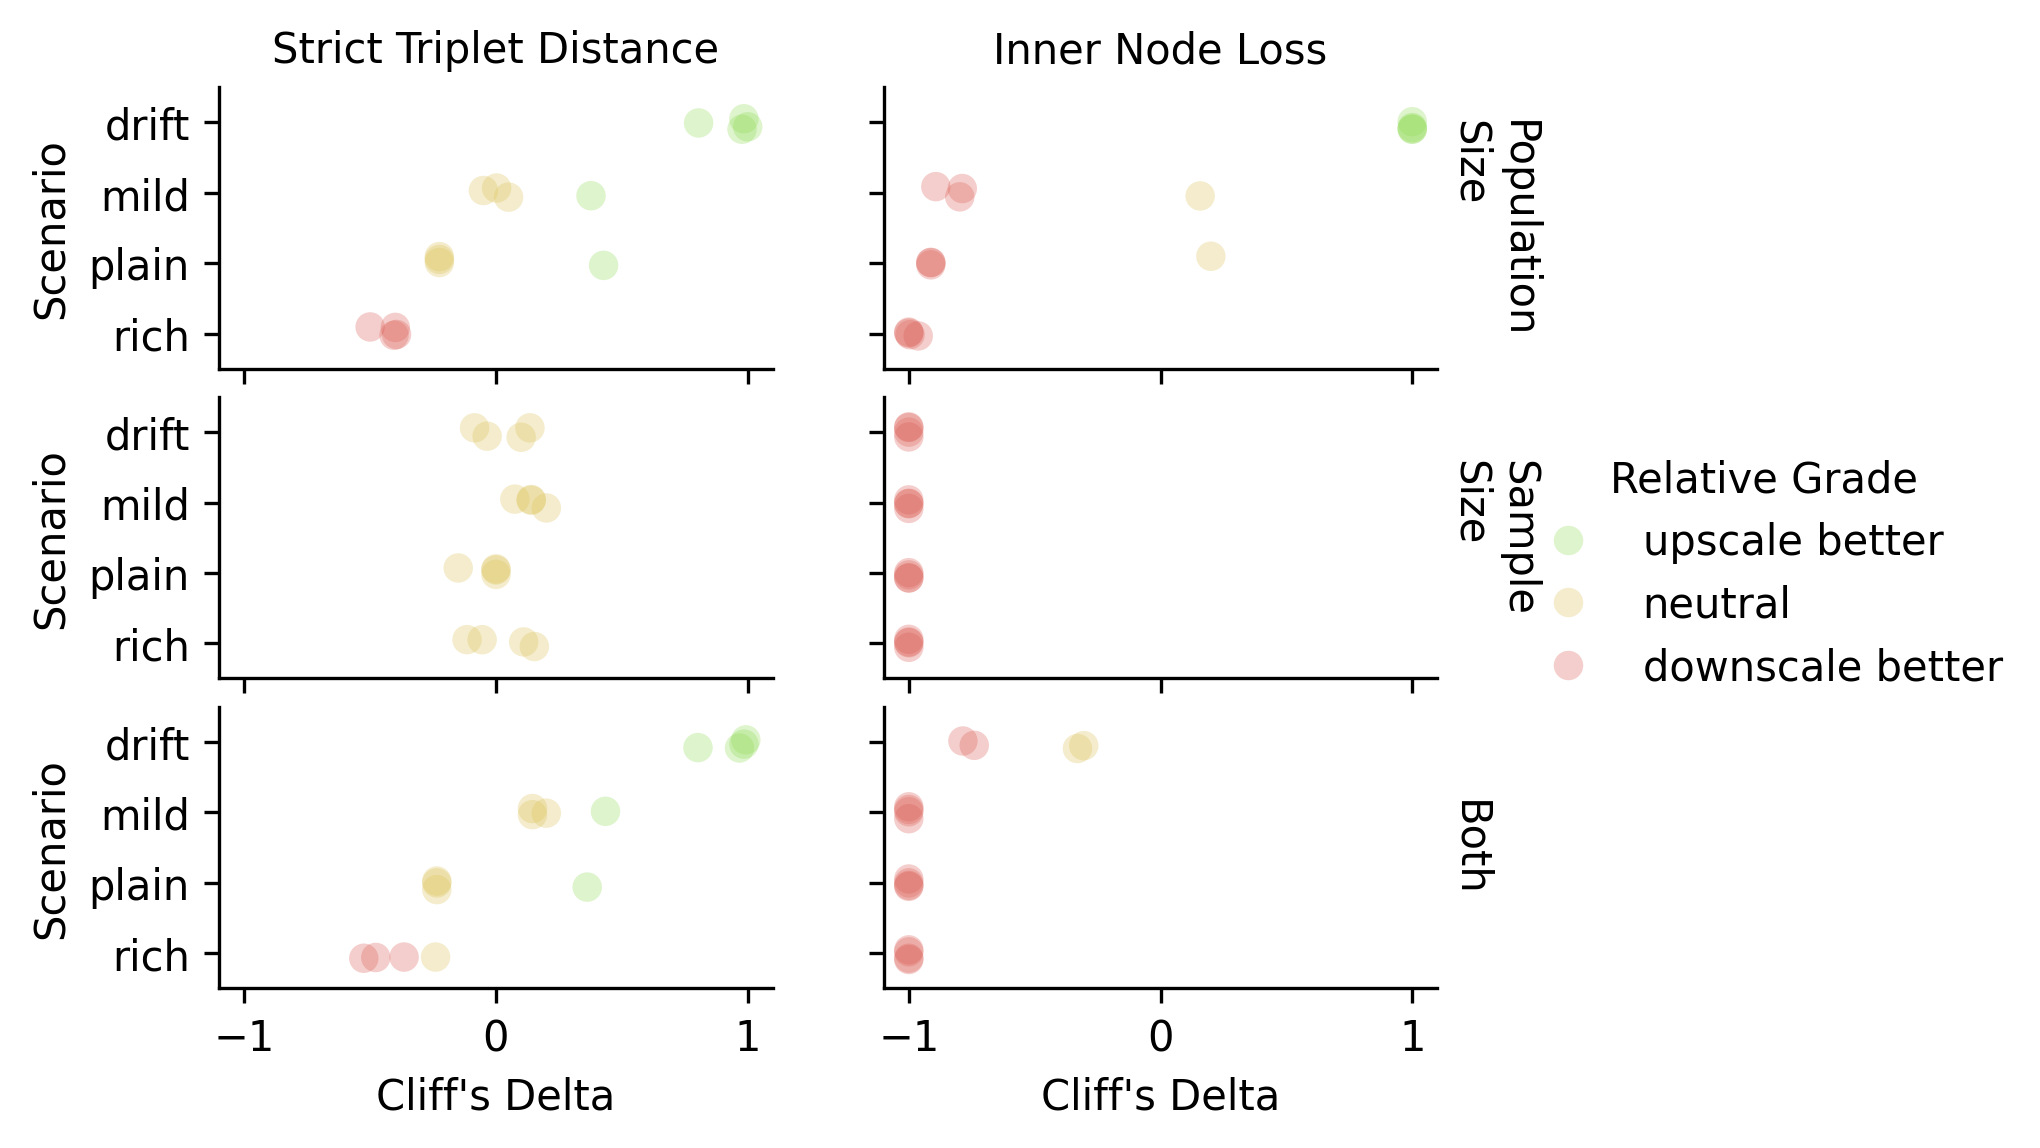 Strict Triplet Distance
Inner Node Loss
Scenario
drift
mild
plain
rich
Population
Size
Scenario
drift
mild
plain
rich
Sample
Size
Relative Grade
upscale better
neutral
downscale better
Scenario
drift
mild
plain
rich
Both
−1
0
1
−1
0
1
Cliff's Delta
Cliff's Delta